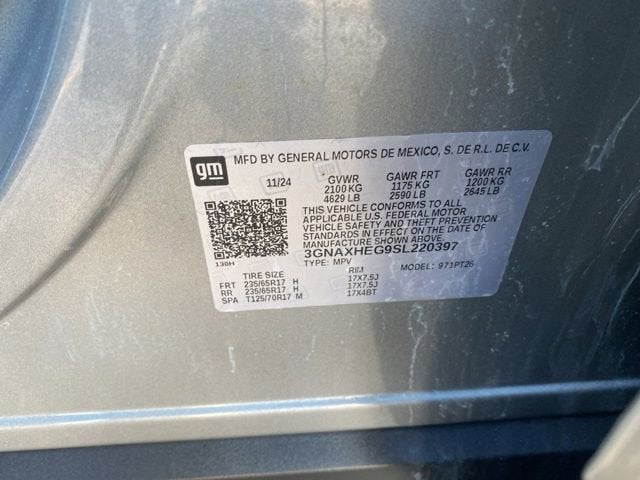 gm MFD BY GENERAL MOTORS DE MEXICO, S. DE R.L. DE C.V.
11/24 GVWR GAWR FRT GAWR RR
2100 KG 1175 KG 1200 KG
4629 LB 2590 LB 2645 LB
THIS VEHICLE CONFORMS TO ALL
APPLICABLE U.S. FEDERAL MOTOR
VEHICLE SAFETY AND THEFT PREVENTION
STANDARDS IN EFFECT ON THE DATE OF
MANUFACTURE SHOWN ABOVE.
3GNAXHEG9SL220397
130H TYPE: MPV MODEL: 971PT26
TIRE SIZE RIM
FRT 235/65R17 H 17X7.5J
RR 235/65R17 H 17X7.5J
SPA T125/70R17 M 17X4BT